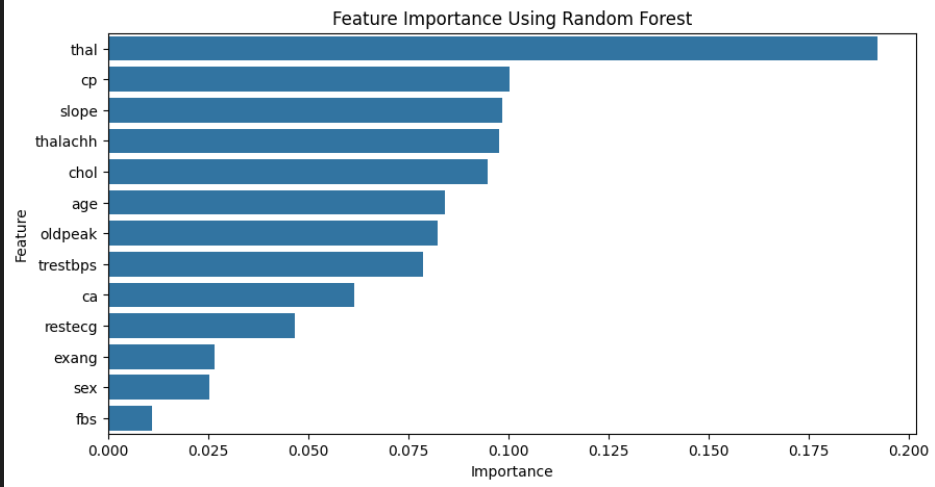 Feature Importance Using Random Forest
thal
cp
slope
thalachh
chol
age
oldpeak
trestbps
ca
restecg
exang
sex
fbs
Feature
0.000 0.025 0.050 0.075 0.100 0.125 0.150 0.175 0.200
Importance